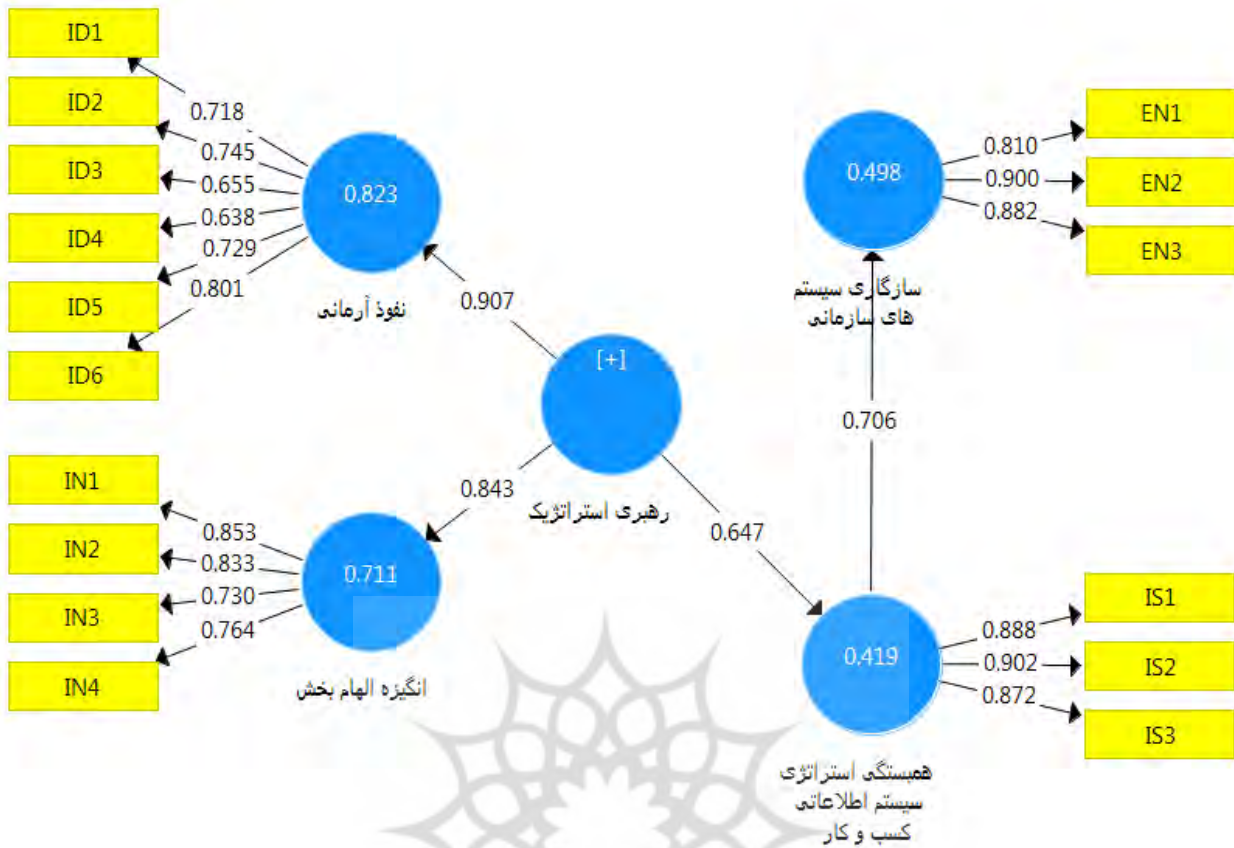 ID1
ID2
ID3
ID4
ID5
ID6
0.718
0.745
0.655
0.638
0.729
0.801
0.823
نفوذ آرمانی
0.907
IN1
IN2
IN3
IN4
0.853
0.833
0.730
0.764
0.711
انگیزه الهام بخش
0.843
[+]
رهبری استراتژیک
0.647
0.498
سازگاری سیستم
های سازمانی
0.810
0.900
0.882
EN1
EN2
EN3
0.706
0.419
همبستگی استراتژی
سیستم اطلاعاتی
کسب و کار
0.888
0.902
0.872
IS1
IS2
IS3